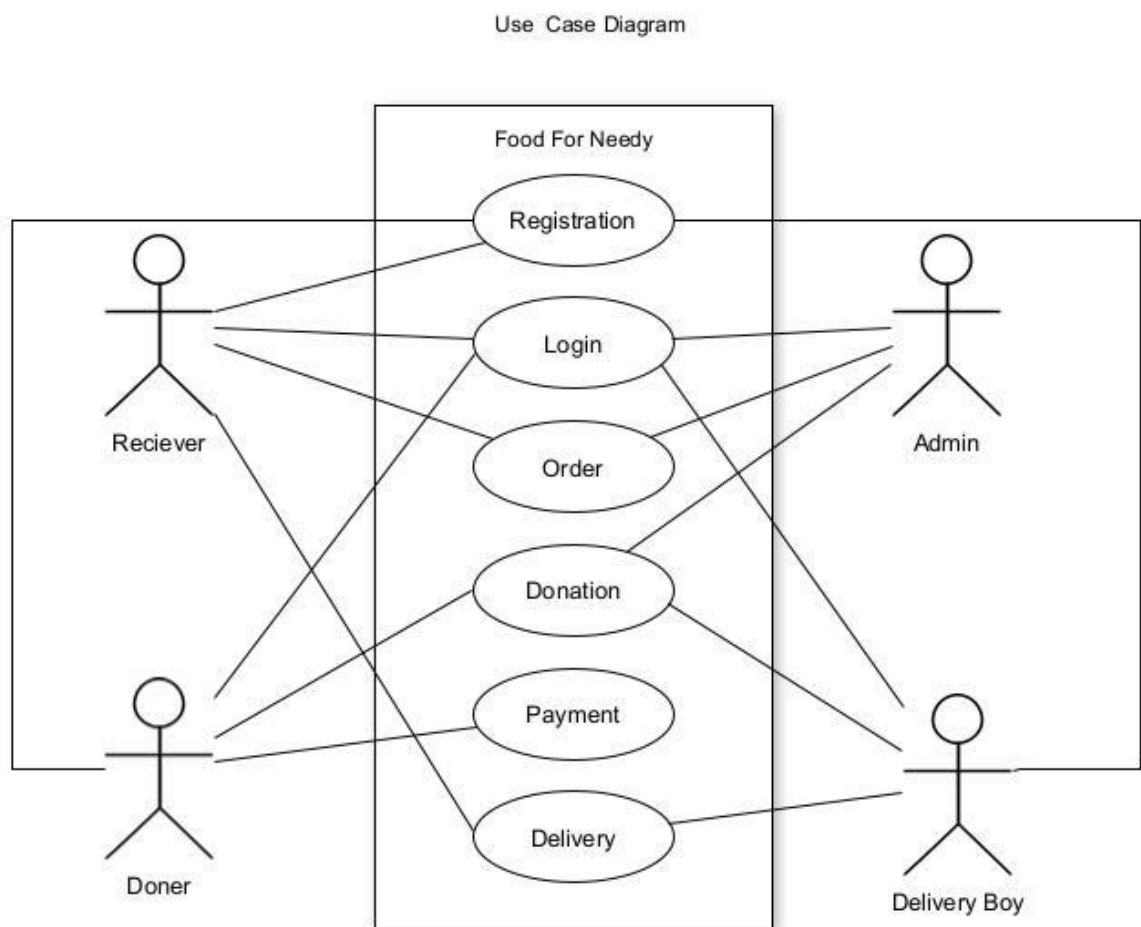 Use Case Diagram
Food For Needy
Registration
Login
Reciever
Admin
Order
Donation
Payment
Delivery
Doner
Delivery Boy